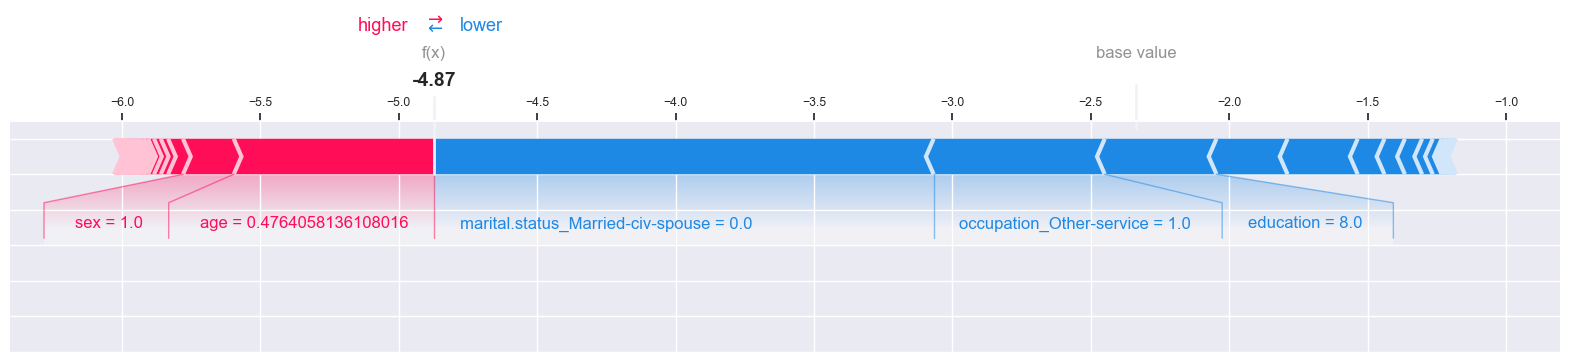 higher ⇄ lower
f(x) base value
-4.87
−6.0 −5.5 −5.0 −4.5 −4.0 −3.5 −3.0 −2.5 −2.0 −1.5 −1.0
sex = 1.0 age = 0.4764058136108016 marital.status_Married-civ-spouse = 0.0 occupation_Other-service = 1.0 education = 8.0